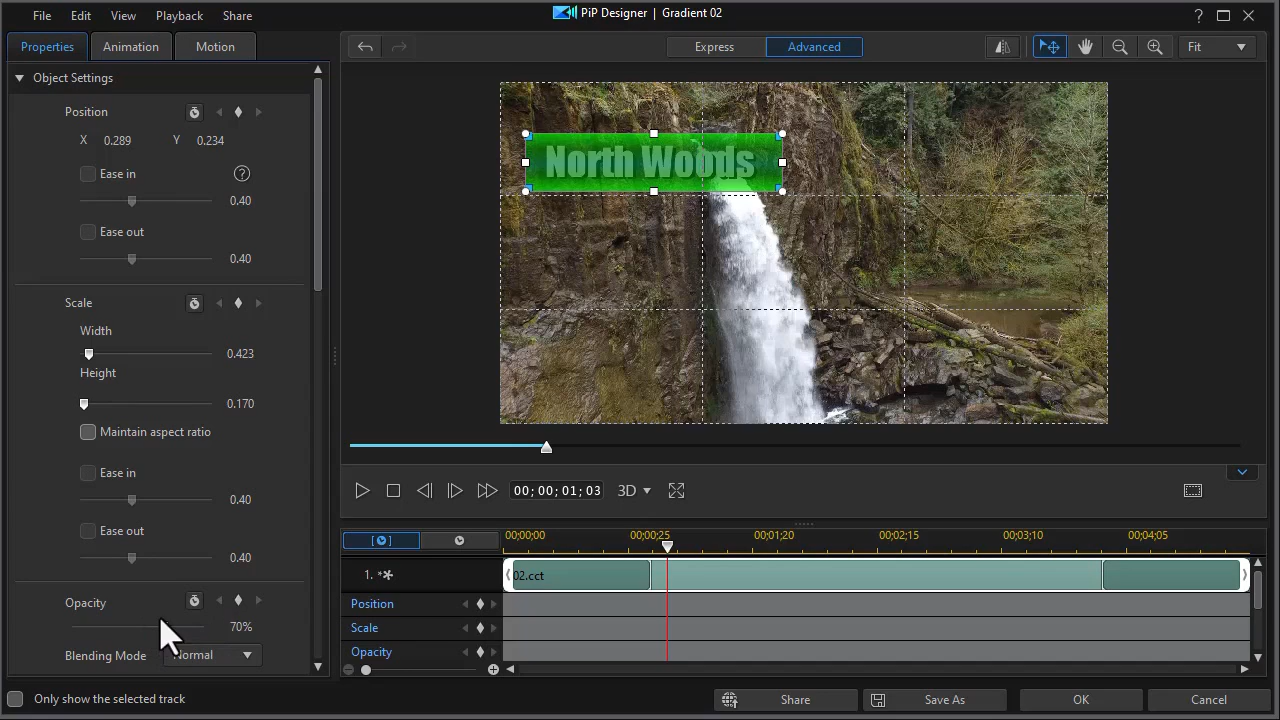 File Edit View Playback Share
PiP Designer | Gradient 02
?
Properties Animation Motion
Express Advanced
Fit
Object Settings
Position
X 0.289 Y 0.234
Ease in
?
0.40
Ease out
0.40
Scale
Width
0.423
Height
0.170
Maintain aspect ratio
Ease in
0.40
Ease out
0.40
Opacity
70%
Blending Mode Normal
Only show the selected track
North Woods
00; 00; 01; 03 3D
00;00;00 00;00;25 00;01;20 00;02;15 00;03;10 00;04;05
1. 02.cct
Position
Scale
Opacity
Share Save As OK Cancel